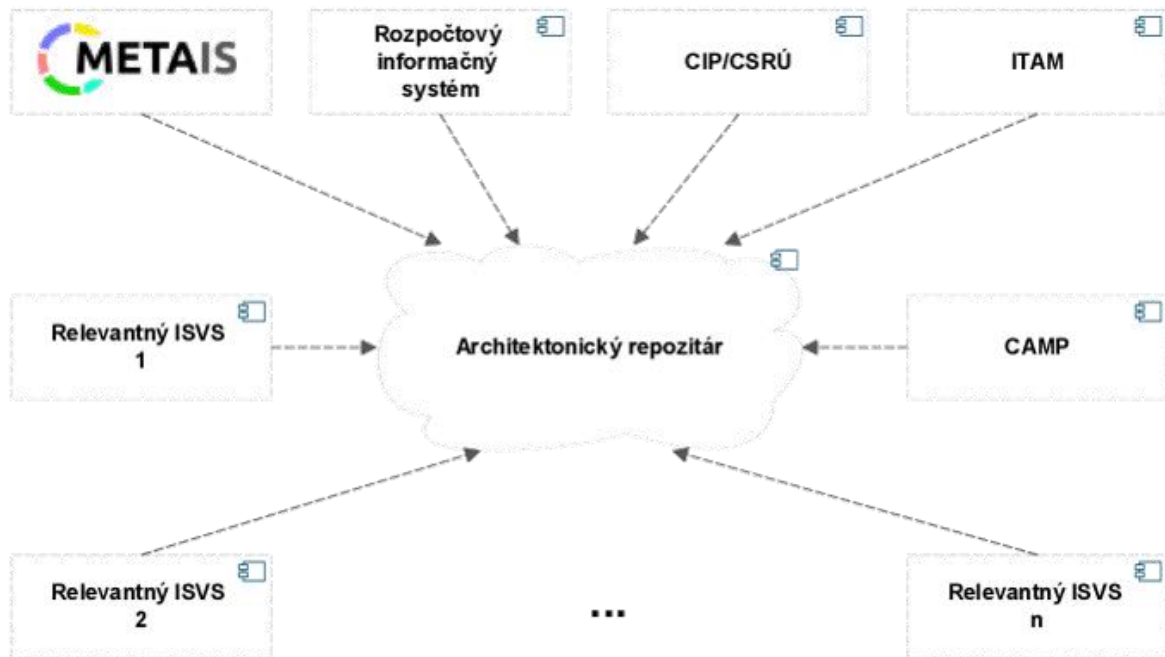 METAIS
Rozpočtový
informačný
systém
CIP/CSRÚ
ITAM
Relevantný ISVS
1
Architektonický repozitár
CAMP
Relevantný ISVS
2
...
Relevantný ISVS
n